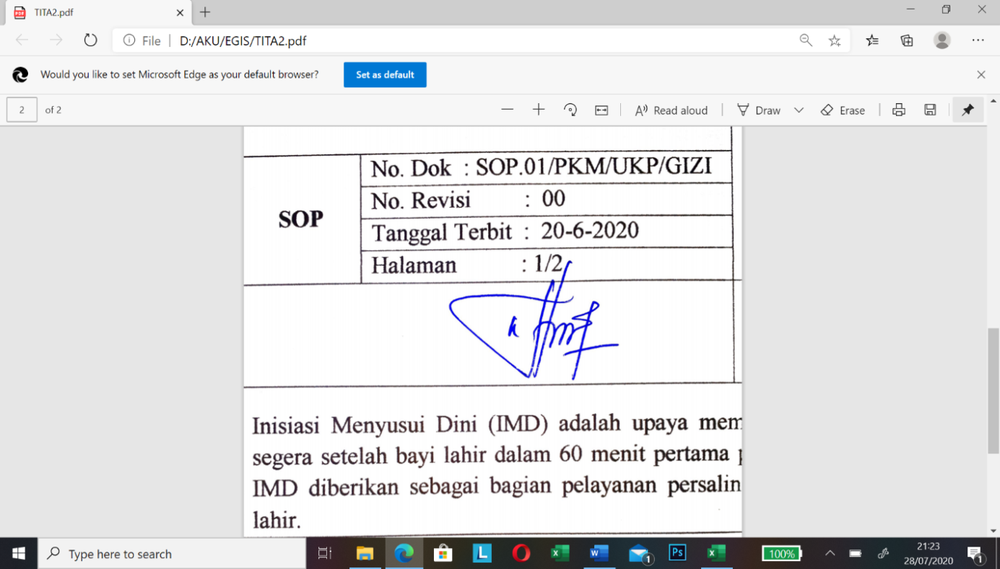 TITA2.pdf
File D:/AKU/EGIS/TITA2.pdf
Would you like to set Microsoft Edge as your default browser? Set as default
2 of 2 Read aloud Draw Erase
SOP
No. Dok : SOP.01/PKM/UKP/GIZI
No. Revisi : 00
Tanggal Terbit : 20-6-2020
Halaman : 1/2
Inisiasi Menyusui Dini (IMD) adalah upaya mem
segera setelah bayi lahir dalam 60 menit pertama
IMD diberikan sebagai bagian pelayanan persalin
lahir.
Type here to search
100%
21:23
28/07/2020